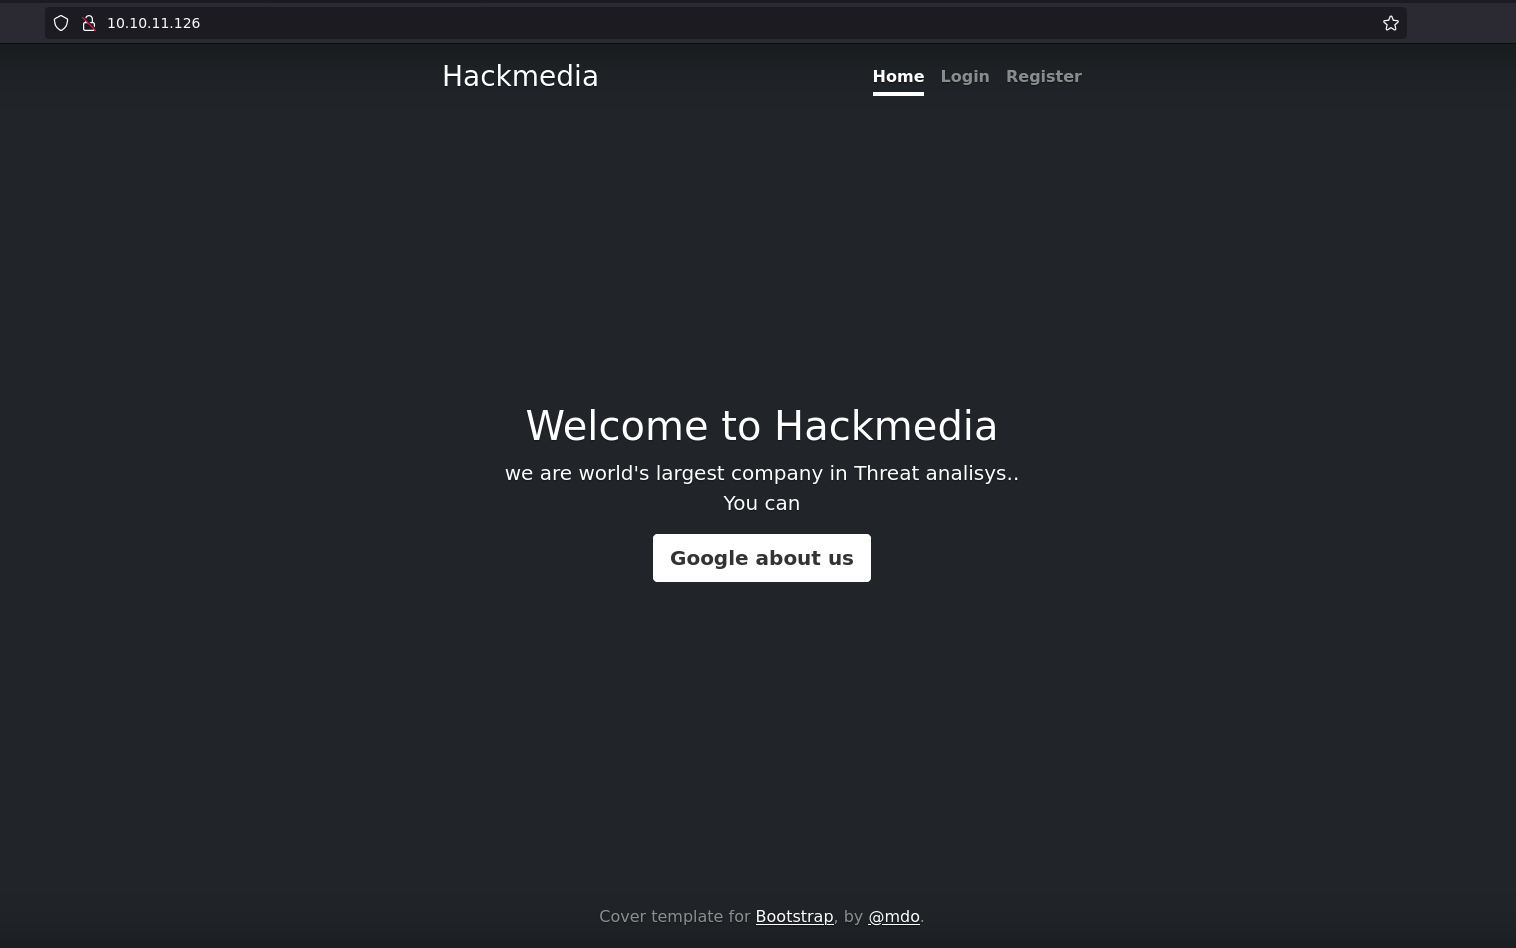 10.10.11.126
Hackmedia
Home Login Register
Welcome to Hackmedia
we are world's largest company in Threat analisys..
You can
Google about us
Cover template for Bootstrap, by @mdo.